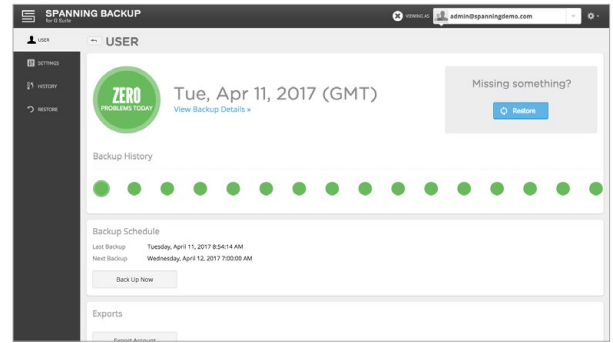 SPANNING BACKUP
for G Suite
VIEWING AS admin@spanningdemo.com
USER
SETTINGS
HISTORY
RESTORE
USER
ZERO
PROBLEMS TODAY
Tue, Apr 11, 2017 (GMT)
View Backup Details »
Missing something?
Restore
Backup History
Backup Schedule
Last Backup Tuesday, April 11, 2017 8:54:14 AM
Next Backup Wednesday, April 12, 2017 7:00:00 AM
Back Up Now
Exports
Export Account